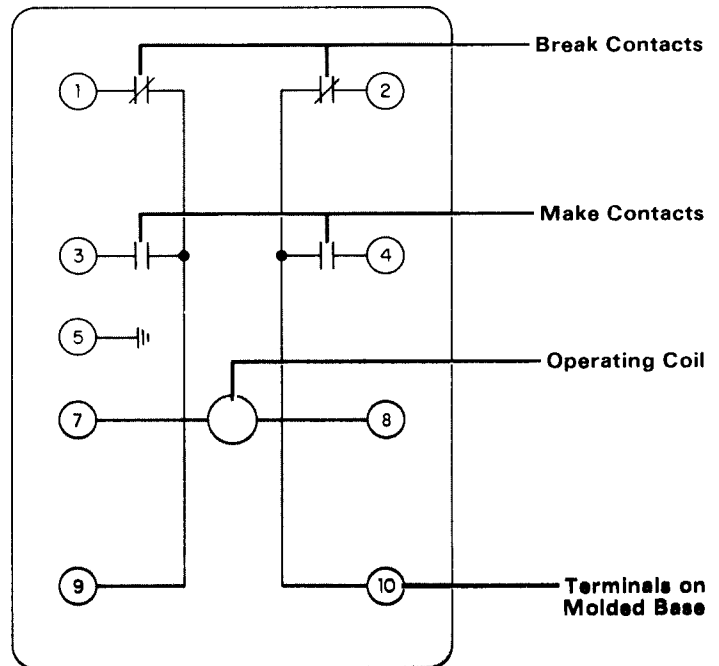 Break Contacts
1
2
Make Contacts
3
4
5
Operating Coil
7
8
9
10
Terminals on
Molded Base